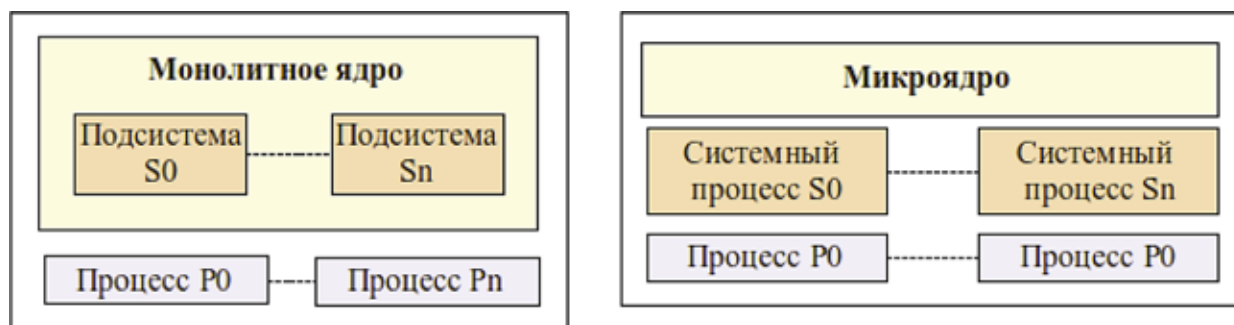 Монолитное ядро
Подсистема
S0
Подсистема
Sn
Процесс P0
Процесс Pn
Микроядро
Системный
процесс S0
Системный
процесс Sn
Процесс P0
Процесс P0